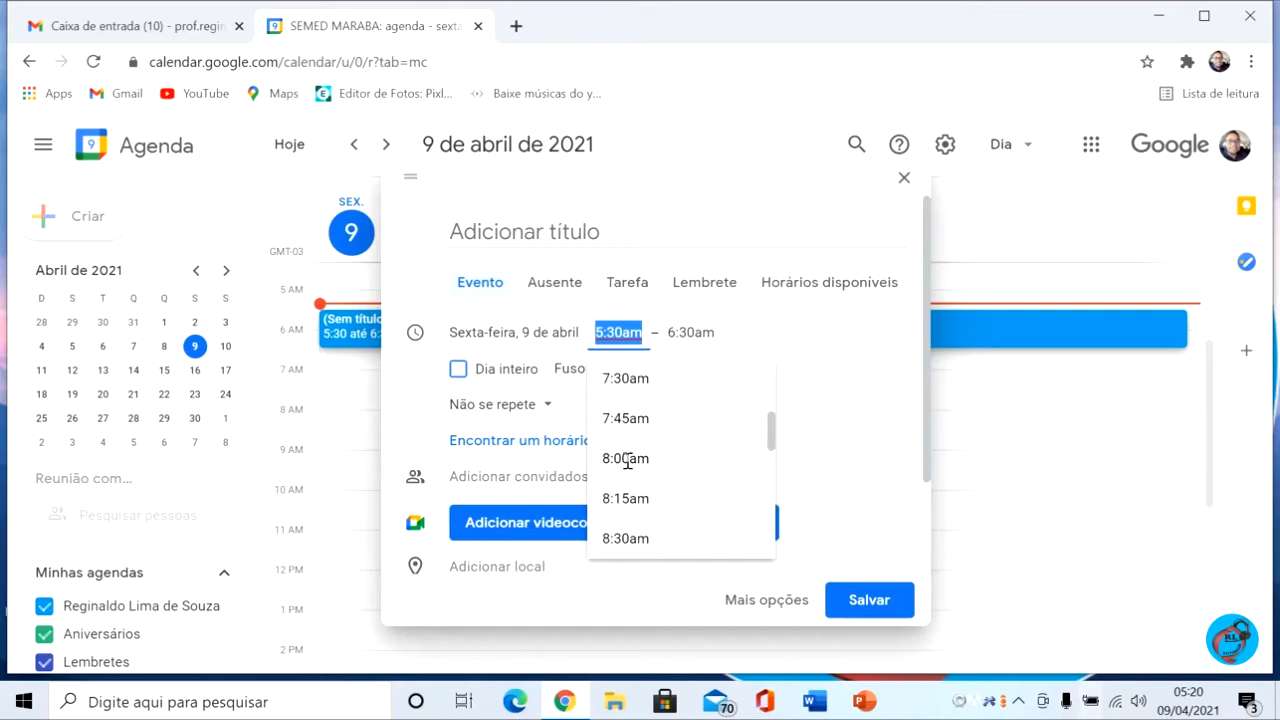 Caixa de entrada (10) - prof.regin
SEMED MARABA: agenda - sexta
calendar.google.com/calendar/u/0/r?tab=mc
Apps
Gmail
YouTube
Maps
Editor de Fotos: Pixl...
Baixe músicas do y...
Lista de leitura
9
Agenda
Hoje
9 de abril de 2021
Dia
Google
Criar
SEX.
9
GMT-03
Adicionar título
Evento
Ausente
Tarefa
Lembrete
Horários disponíveis
Sexta-feira, 9 de abril
5:30am – 6:30am
Dia inteiro
Fuso
Não se repete
Encontrar um horário
Adicionar convidados
Adicionar videoco
Adicionar local
7:30am
7:45am
8:00am
8:15am
8:30am
Mais opções
Salvar
Abril de 2021
D S T Q Q S S
28 29 30 31 1 2 3
4 5 6 7 8 9 10
11 12 13 14 15 16 17
18 19 20 21 22 23 24
25 26 27 28 29 30 1
2 3 4 5 6 7 8
Reunião com...
Pesquisar pessoas
Minhas agendas
Reginaldo Lima de Souza
Aniversários
Lembretes
5 AM
6 AM
7 AM
8 AM
9 AM
10 AM
11 AM
12 PM
1 PM
2 PM
(Sem título
5:30 até 6:
RL
Digite aqui para pesquisar
70
05:20
09/04/2021
3